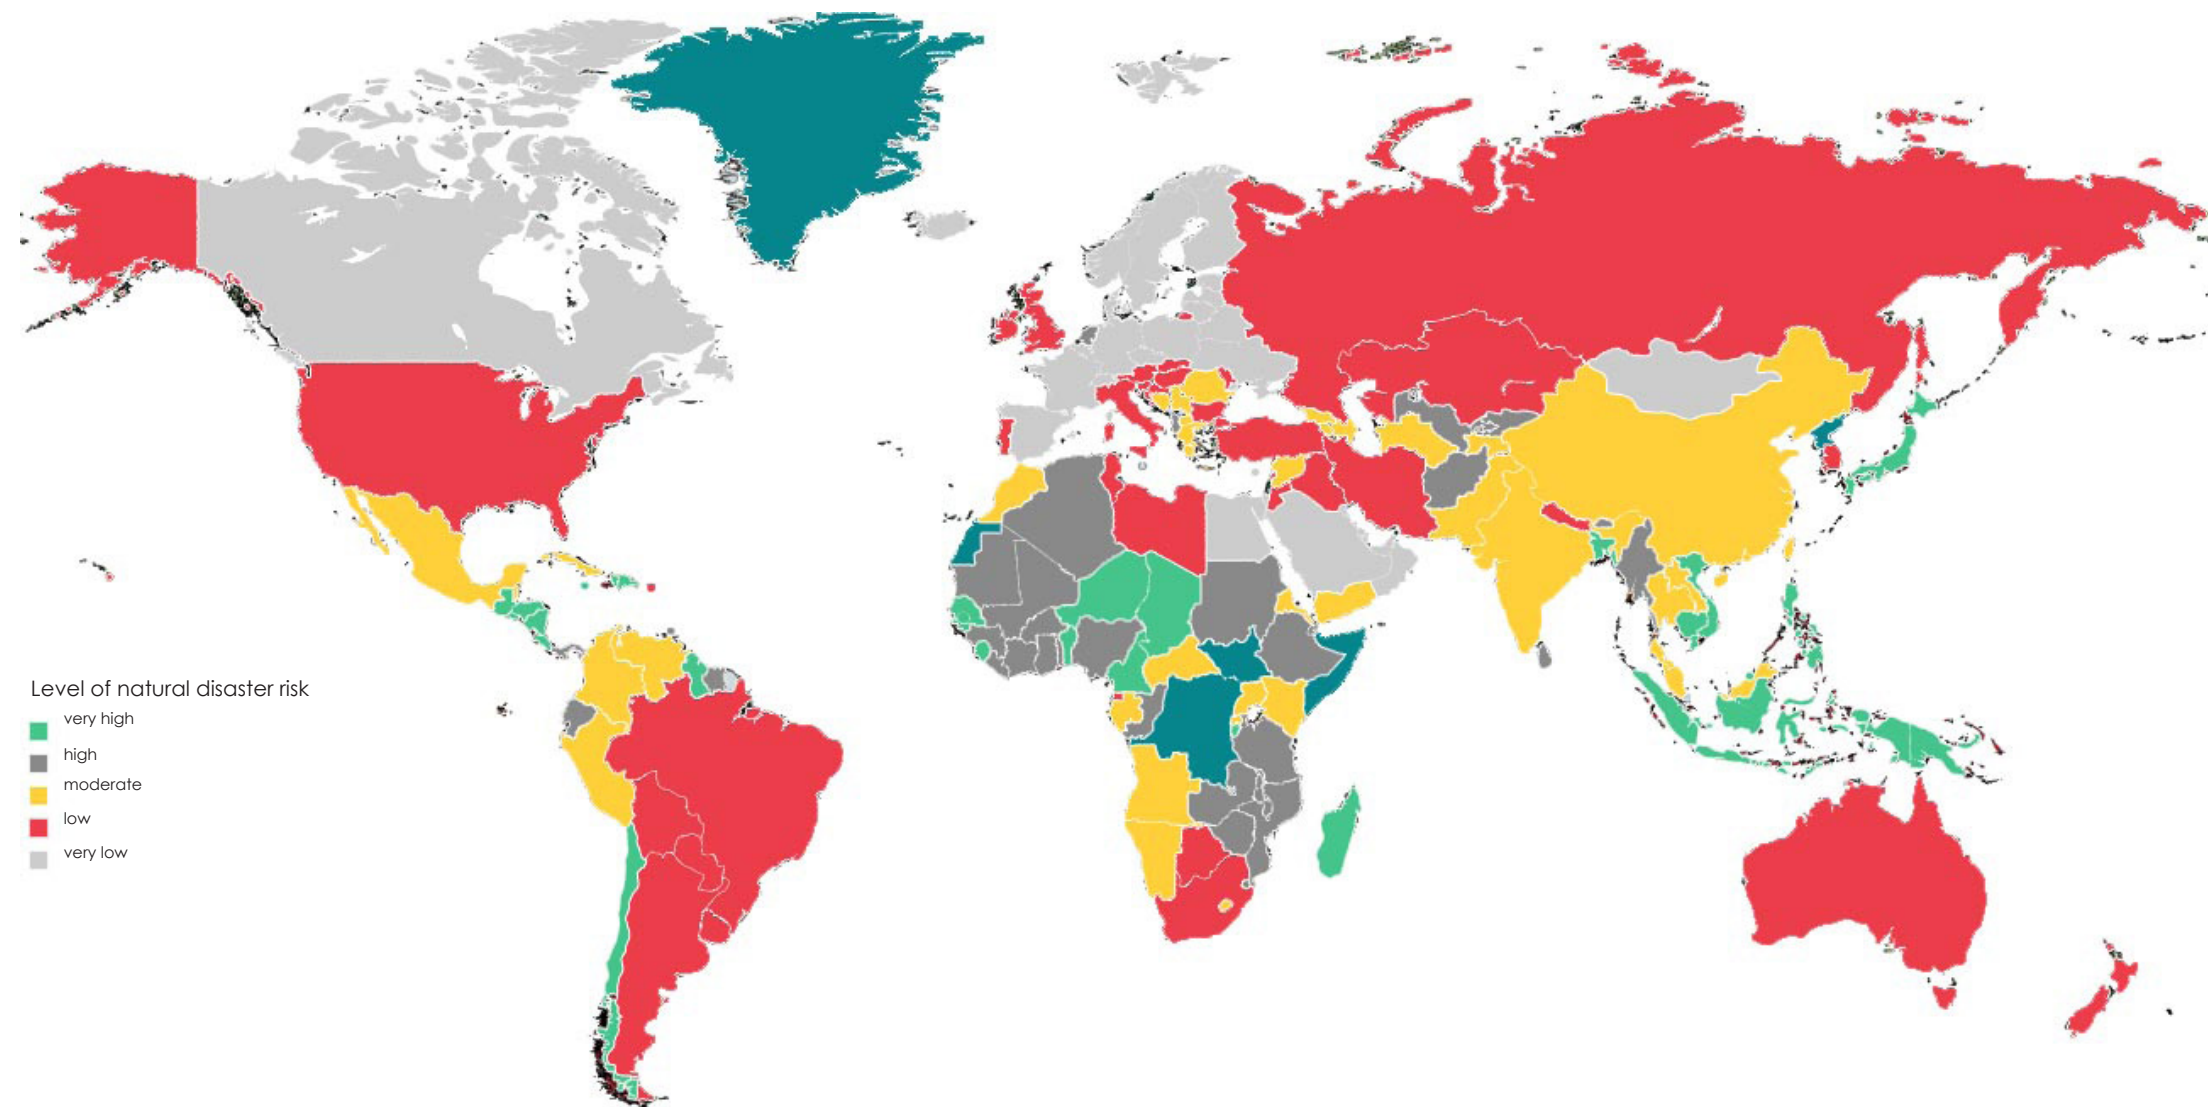 Level of natural disaster risk
very high
high
moderate
low
very low